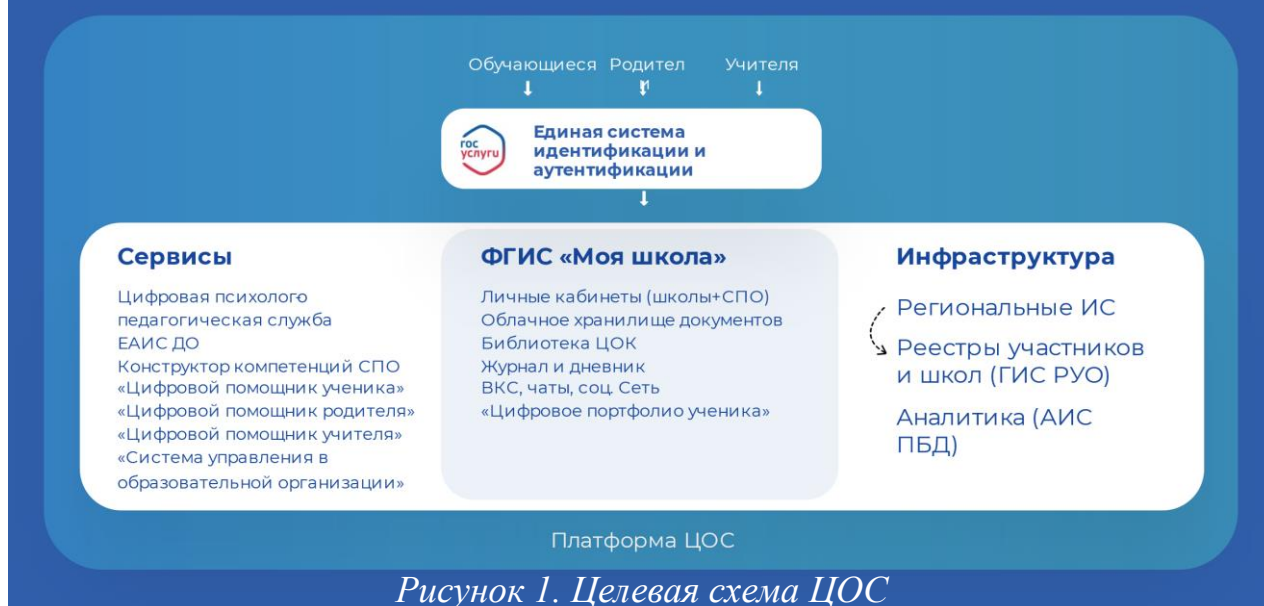 Обучающиеся Родители Учителя
гос
услуги
Единая система
идентификации и
аутентификации
Сервисы
Цифровая психолого
педагогическая служба
ЕАИС ДО
Конструктор компетенций СПО
«Цифровой помощник ученика»
«Цифровой помощник родителя»
«Цифровой помощник учителя»
«Система управления в
образовательной организации»
ФГИС «Моя школа»
Личные кабинеты (школы+СПО)
Облачное хранилище документов
Библиотека ЦОК
Журнал и дневник
ВКС, чаты, соц. Сеть
«Цифровое портфолио ученика»
Инфраструктура
Региональные ИС
Реестры участников
и школ (ГИС РУО)
Аналитика (АИС
ПБД)
Платформа ЦОС
Рисунок 1. Целевая схема ЦОС